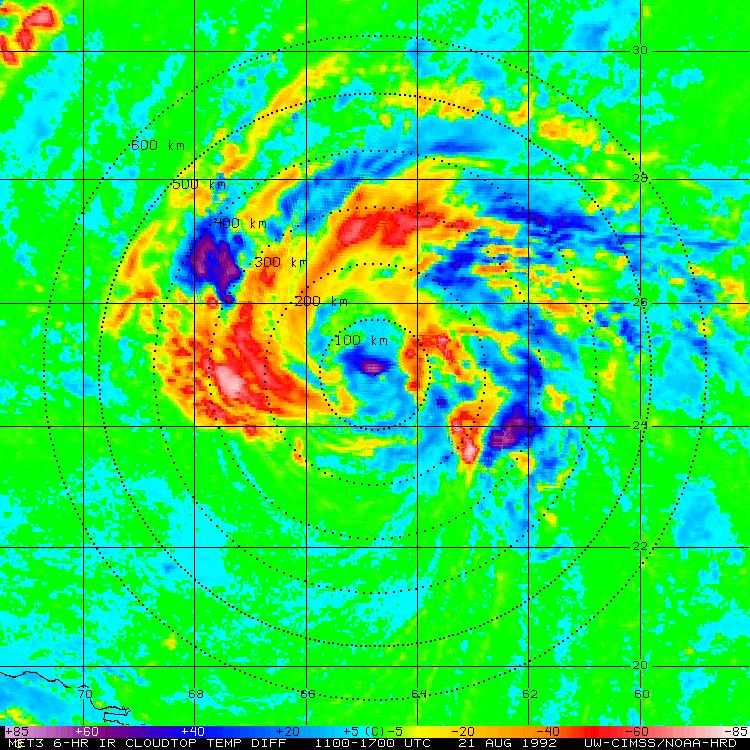 30
600 km
500 km
28
400 km
300 km
200 km
26
100 km
24
22
20
70 68 66 64 62 60
+85 +60 +40 +20 +5 (C) -5 -20 -40 -60 -85
MET3 6-HR IR CLOUDTOP TEMP DIFF 1100-1700 UTC 21 AUG 1992 UW-CIMSS/NOAA-HRD